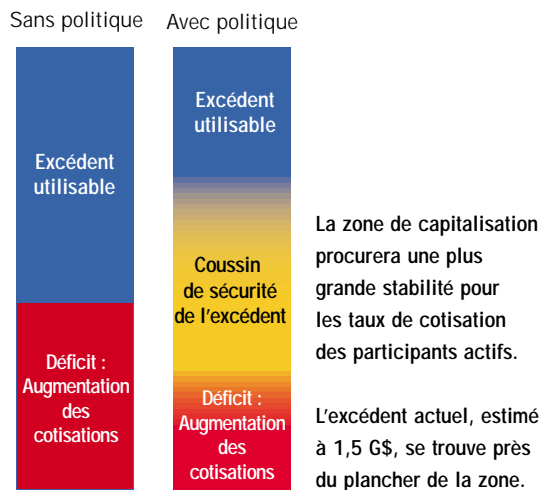 Sans politique
Avec politique
Excédent
utilisable
Déficit :
Augmentation
des
cotisations
Excédent
utilisable
Coussin
de sécurité
de l'excédent
Déficit :
Augmentation
des
cotisations
La zone de capitalisation
procurera une plus
grande stabilité pour
les taux de cotisation
des participants actifs.
L'excédent actuel, estimé
à 1,5 G$, se trouve près
du plancher de la zone.